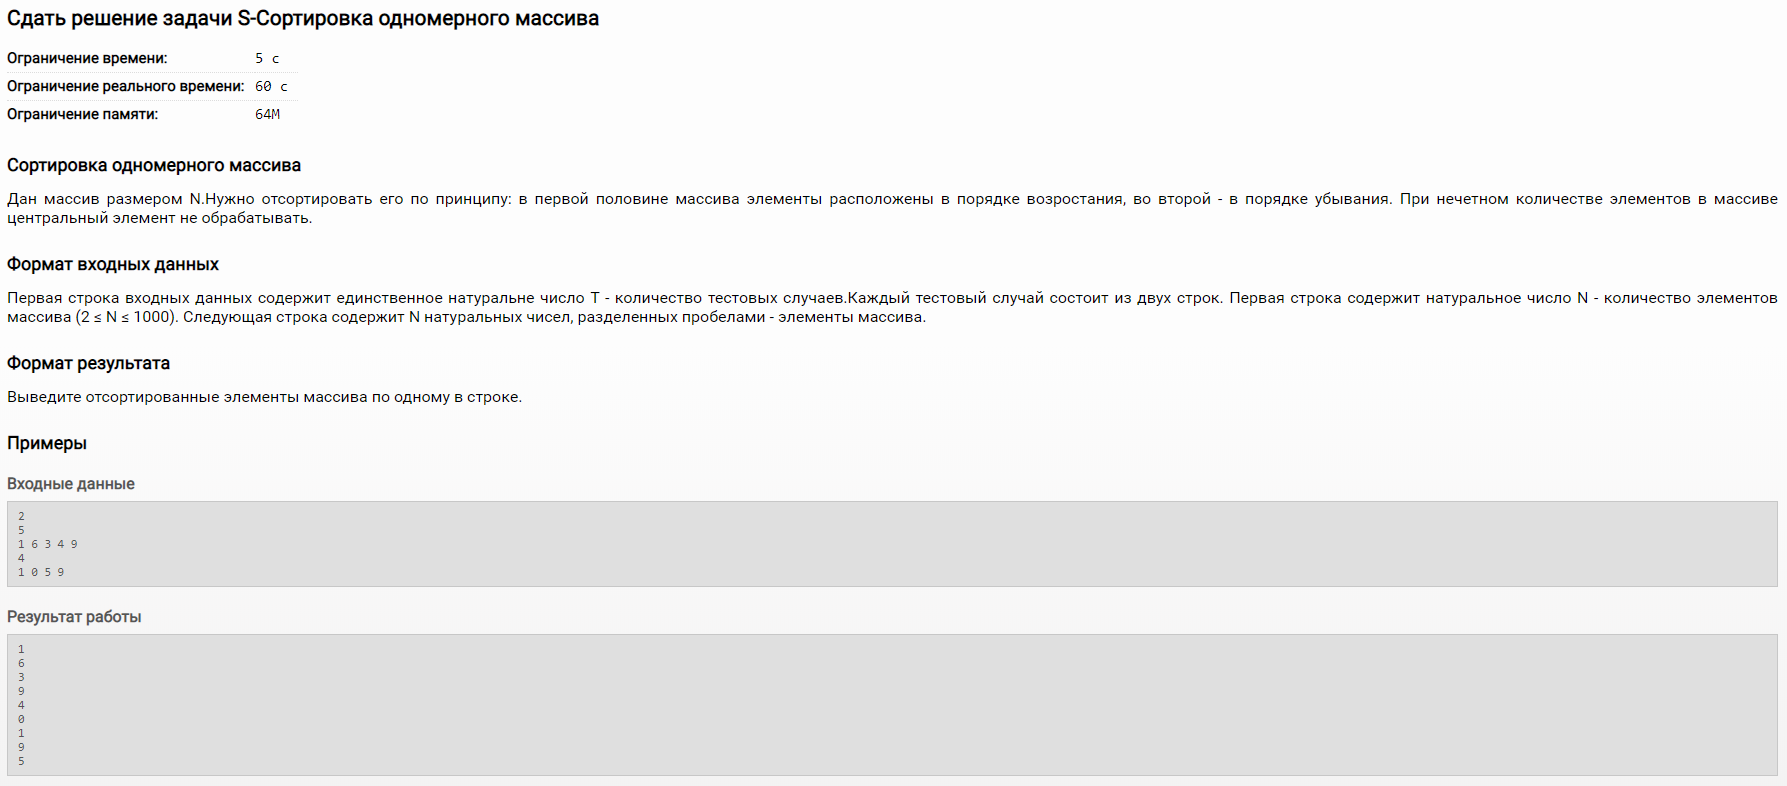 Сдать решение задачи S-Сортировка одномерного массива
Ограничение времени: 5 с
Ограничение реального времени: 60 с
Ограничение памяти: 64M
Сортировка одномерного массива
Дан массив размером N.Нужно отсортировать его по принципу: в первой половине массива элементы расположены в порядке возростания, во второй - в порядке убывания. При нечетном количестве элементов в массиве
центральный элемент не обрабатывать.
Формат входных данных
Первая строка входных данных содержит единственное натуральне число T - количество тестовых случаев.Каждый тестовый случай состоит из двух строк. Первая строка содержит натуральное число N - количество элементов
массива (2 ≤ N ≤ 1000). Следующая строка содержит N натуральных чисел, разделенных пробелами - элементы массива.
Формат результата
Выведите отсортированные элементы массива по одному в строке.
Примеры
Входные данные
2
5
1 6 3 4 9
4
1 0 5 9
Результат работы
1
6
3
9
4
0
1
9
5